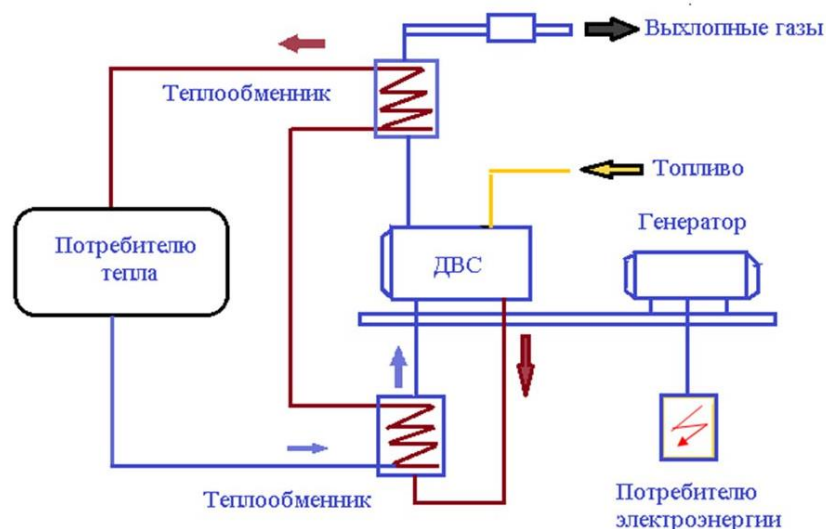 Выхлопные газы
Теплообменник
Топливо
Генератор
Потребителю
тепла
ДВС
Теплообменник
Потребителю
электроэнергии